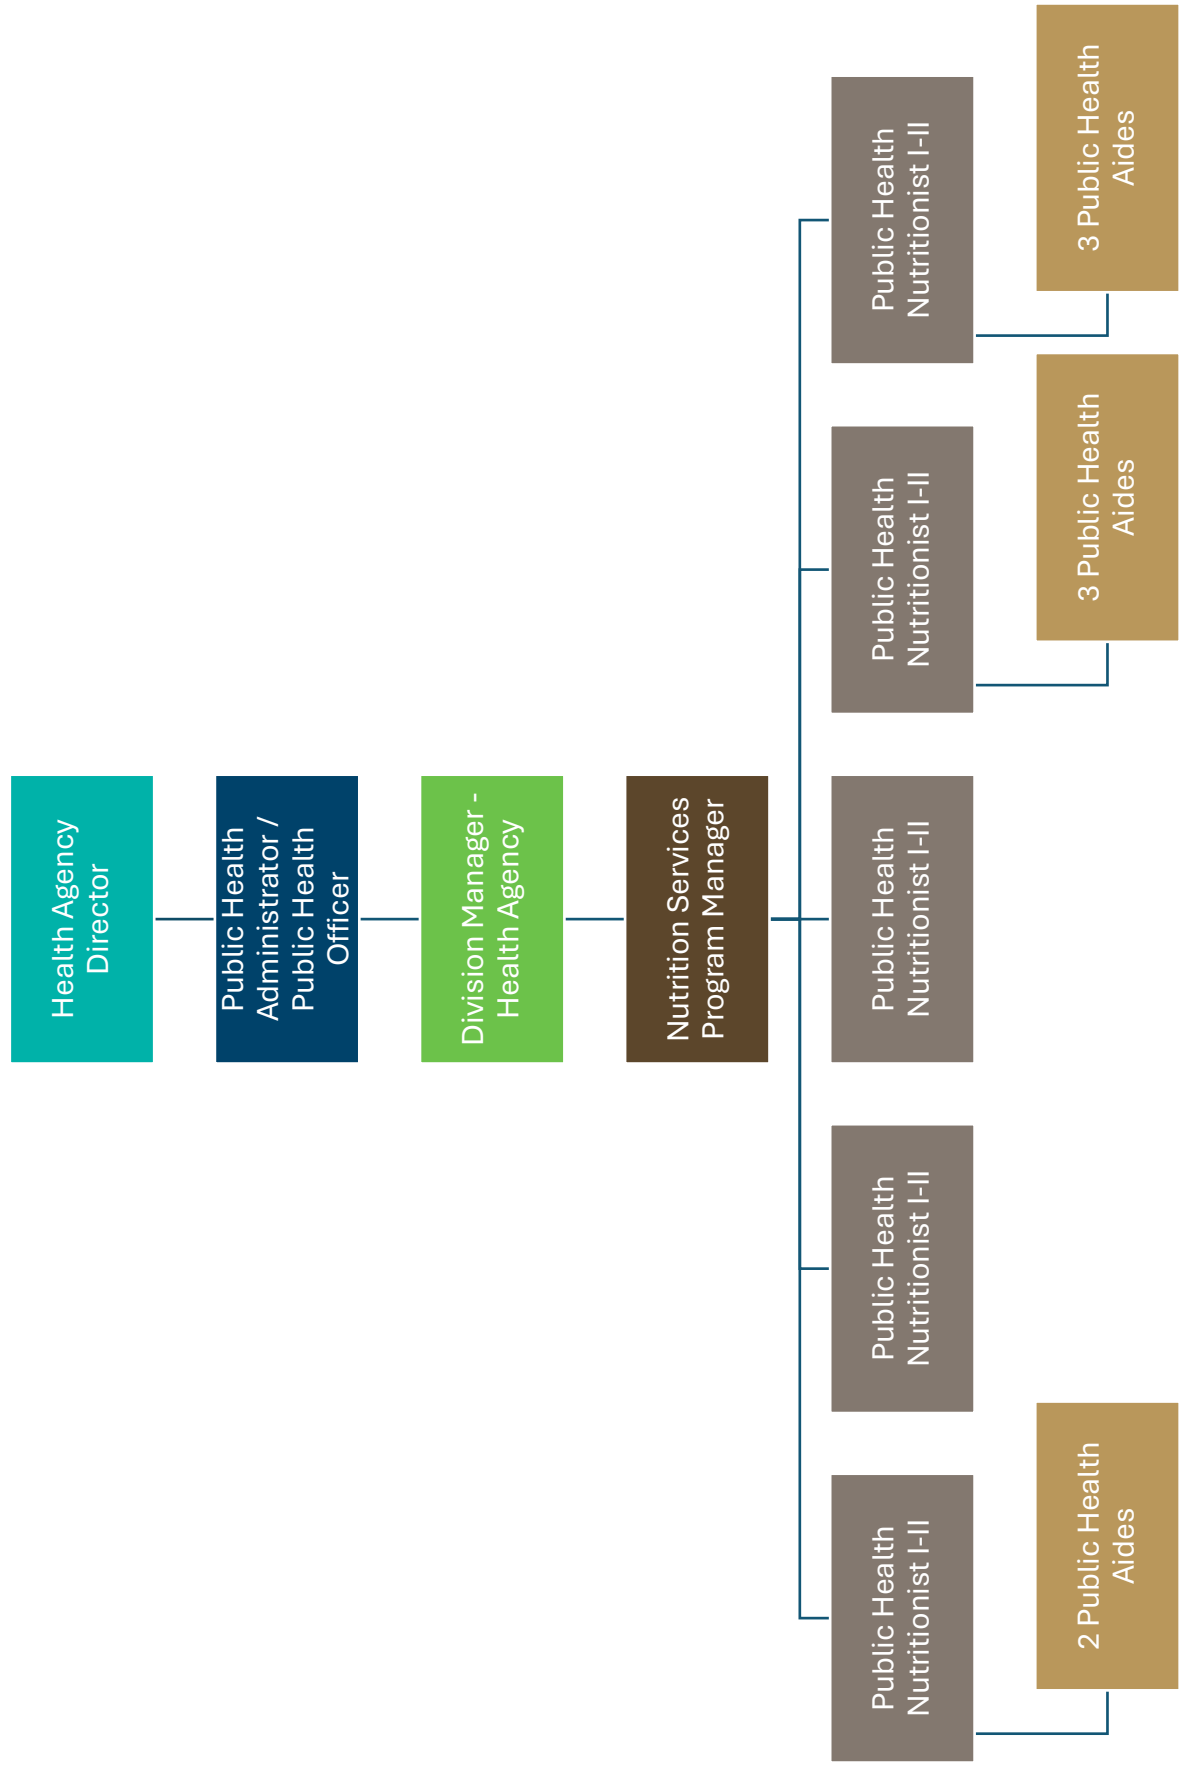 Health Agency
Director
Public Health
Administrator /
Public Health
Officer
Division Manager -
Health Agency
Nutrition Services
Program Manager
Public Health
Nutritionist I-II
2 Public Health
Aides
Public Health
Nutritionist I-II
Public Health
Nutritionist I-II
Public Health
Nutritionist I-II
3 Public Health
Aides
Public Health
Nutritionist I-II
3 Public Health
Aides